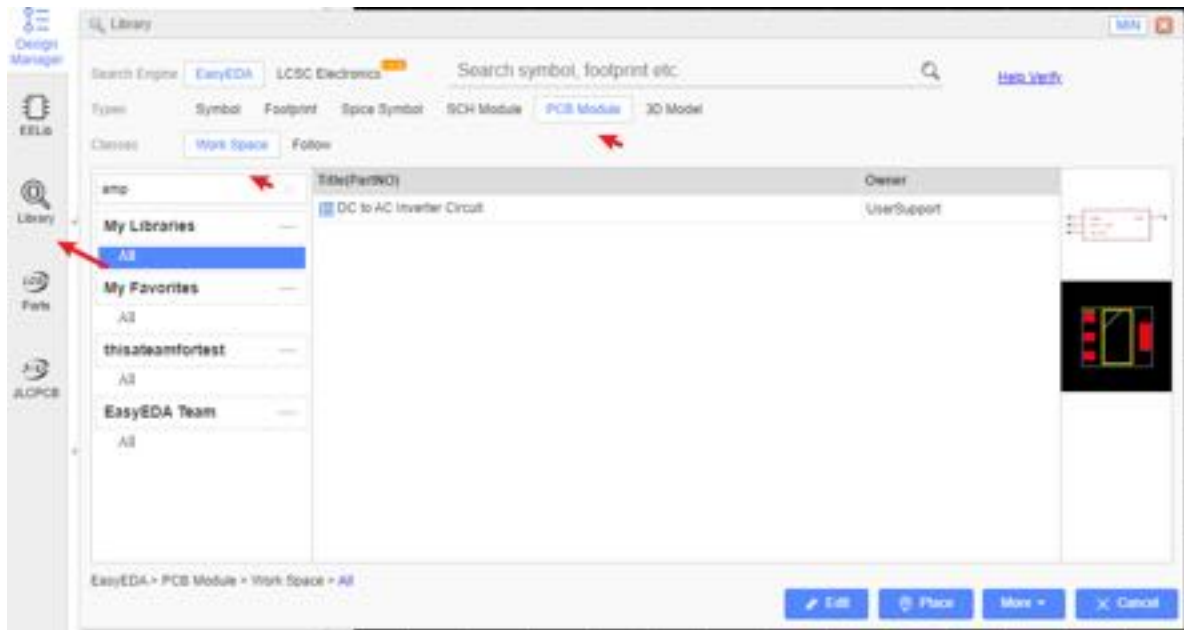 Design
Manager
EELib
Library
Parts
JLCPCB
Library
MIN
Search Engine EasyEDA LCSC Electronics Search symbol, footprint etc Help Verify
Types Symbol Footprint Spice Symbol SCH Module PCB Module 3D Model
Classes Work Space Follow
amp
My Libraries
All
My Favorites
All
thisateamfortest
All
EasyEDA Team
All
Title(PartNO) Owner
DC to AC Inverter Circuit UserSupport
EasyEDA > PCB Module > Work Space > All
Edit Place More Cancel